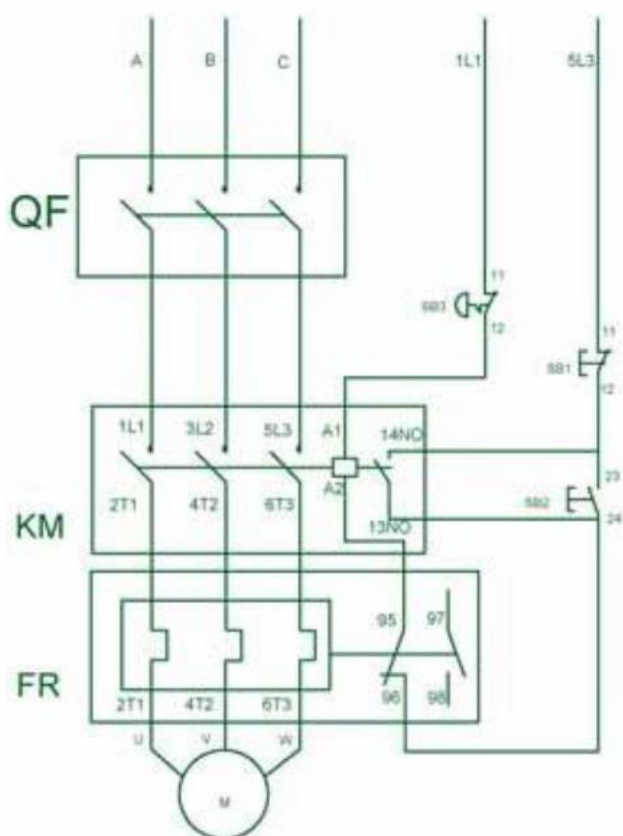 A B C 1L1 5L3
QF
11
SB3
12
11
SB1
12
1L1 3L2 5L3 A1 14NO
A2
23
SB2
24
2T1 4T2 6T3
13NO
KM
95 97
FR
96 98
2T1 4T2 6T3
U V W
M